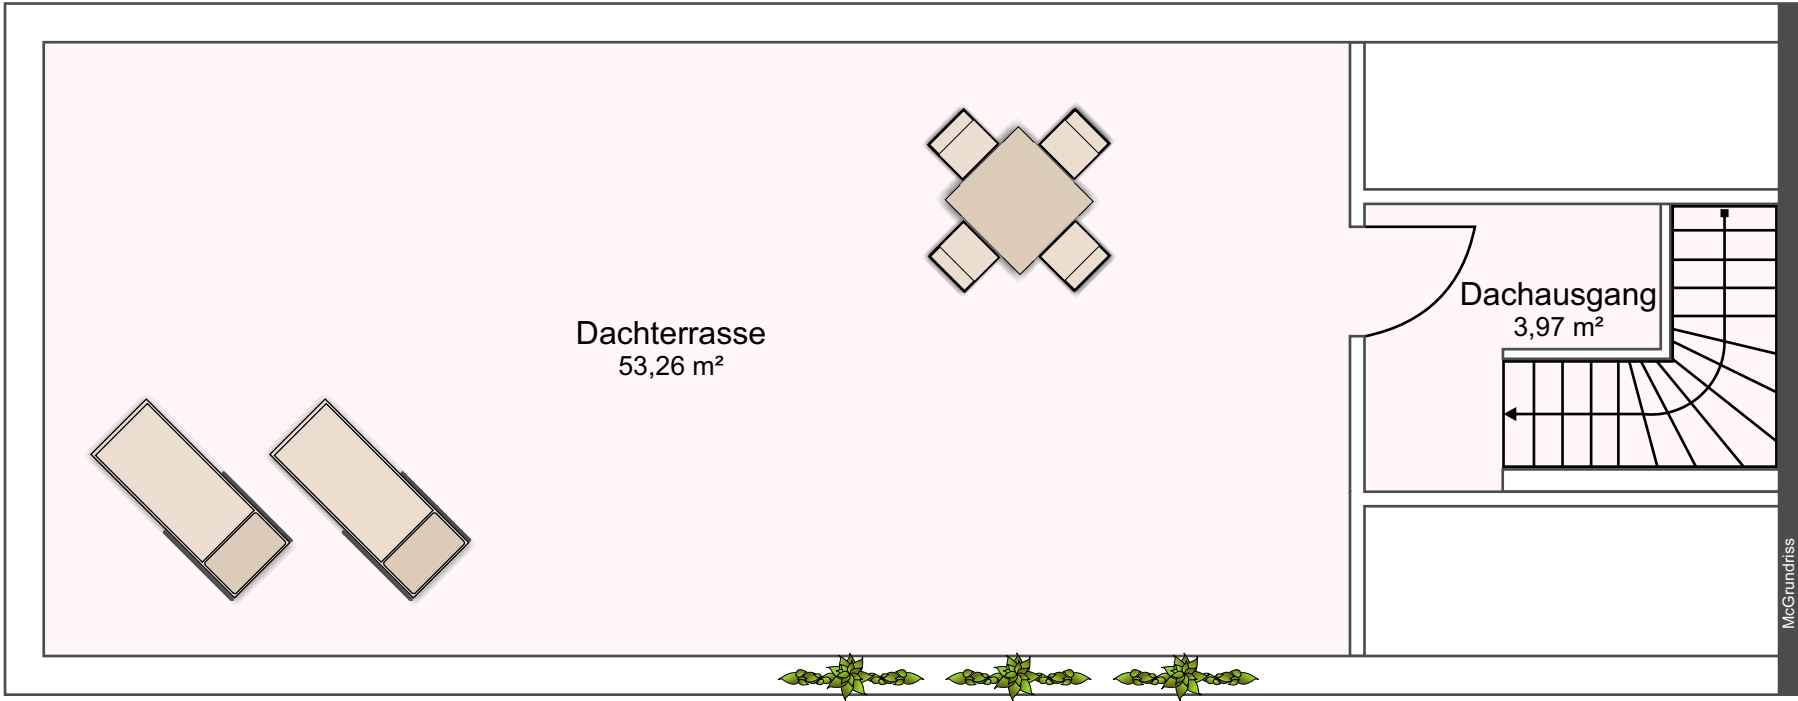 Dachterrasse
53,26 m²
Dachausgang
3,97 m²
McGrundriss